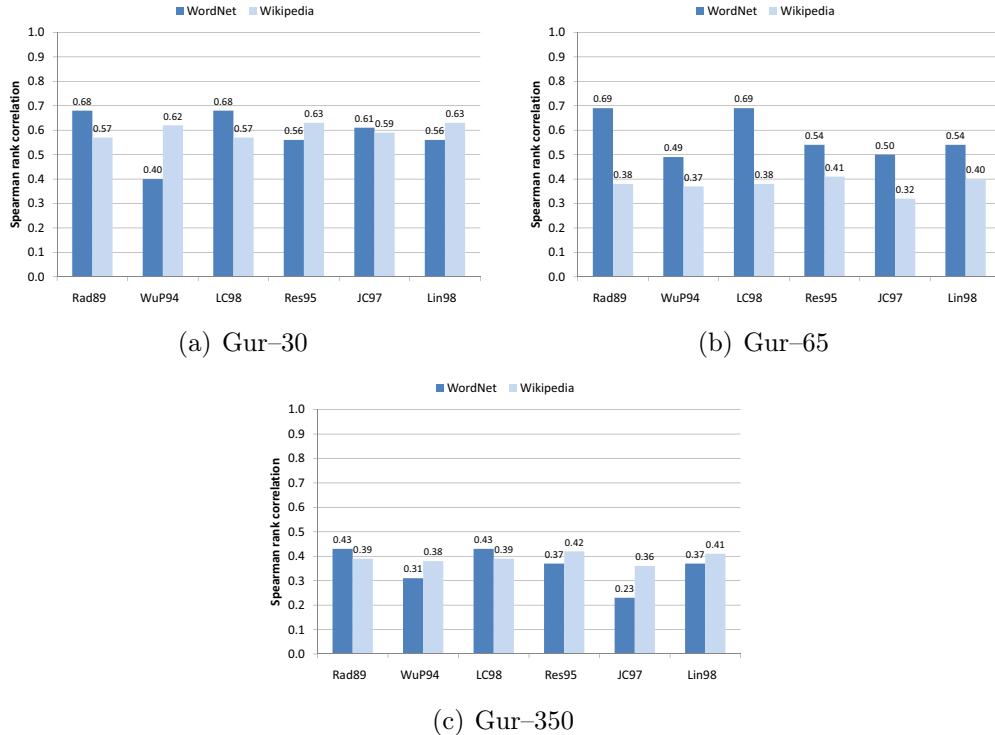 WordNet Wikipedia
Spearman rank correlation
1.0
0.9
0.8
0.7
0.6
0.5
0.4
0.3
0.2
0.1
0.0
0.68 0.57 0.40 0.62 0.68 0.57 0.56 0.63 0.61 0.59 0.56 0.63
Rad89 WuP94 LC98 Res95 JC97 Lin98
(a) Gur–30
WordNet Wikipedia
Spearman rank correlation
1.0
0.9
0.8
0.7
0.6
0.5
0.4
0.3
0.2
0.1
0.0
0.69 0.38 0.49 0.37 0.69 0.38 0.54 0.41 0.50 0.32 0.54 0.40
Rad89 WuP94 LC98 Res95 JC97 Lin98
(b) Gur–65
WordNet Wikipedia
Spearman rank correlation
1.0
0.9
0.8
0.7
0.6
0.5
0.4
0.3
0.2
0.1
0.0
0.43 0.39 0.31 0.38 0.43 0.39 0.37 0.42 0.23 0.36 0.37 0.41
Rad89 WuP94 LC98 Res95 JC97 Lin98
(c) Gur–350